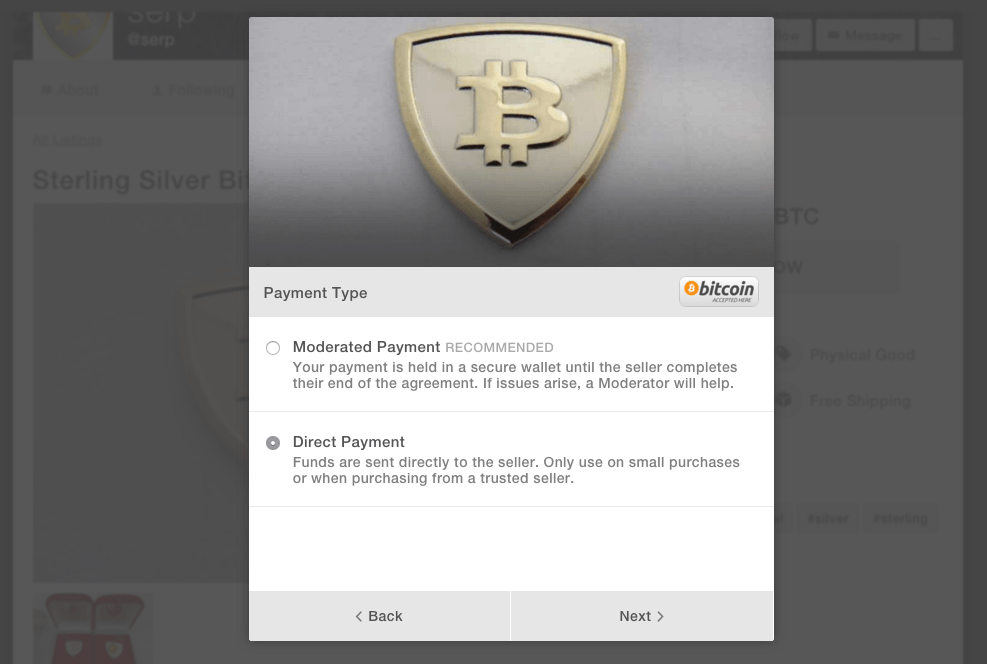 serp
@serp
Message
...
About
Following
All Listings
Sterling Silver Bi
BTC
OW
Physical Good
Free Shipping
#silver
#sterling
Payment Type
bitcoin
ACCEPTED HERE
Moderated Payment RECOMMENDED
Your payment is held in a secure wallet until the seller completes
their end of the agreement. If issues arise, a Moderator will help.
Direct Payment
Funds are sent directly to the seller. Only use on small purchases
or when purchasing from a trusted seller.
< Back
Next >